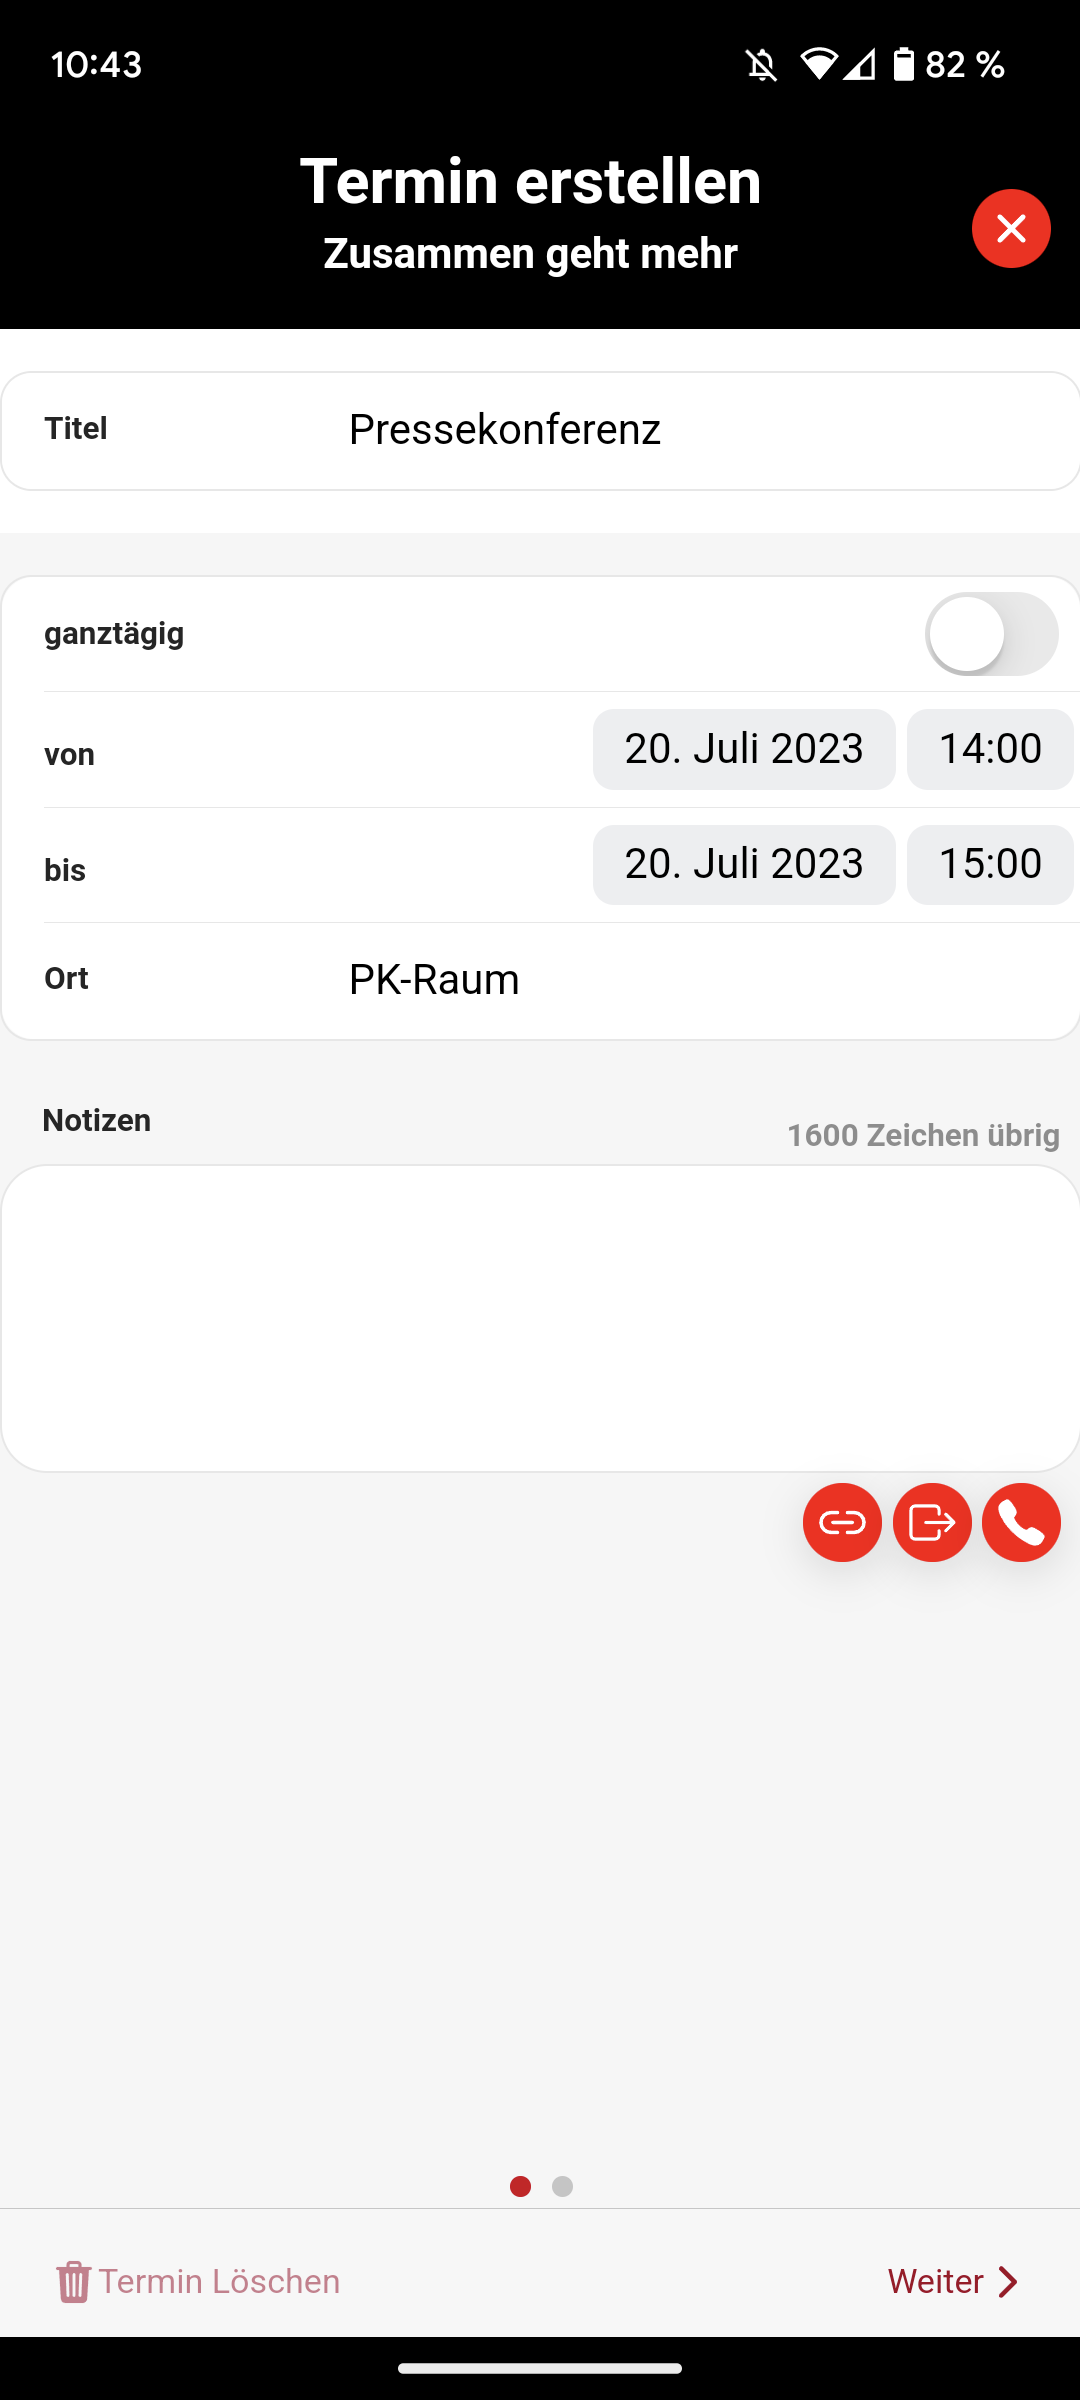 10:43
82 %
Termin erstellen
Zusammen geht mehr
Titel Pressekonferenz
ganztägig
von 20. Juli 2023 14:00
bis 20. Juli 2023 15:00
Ort PK-Raum
Notizen
1600 Zeichen übrig
Termin Löschen
Weiter